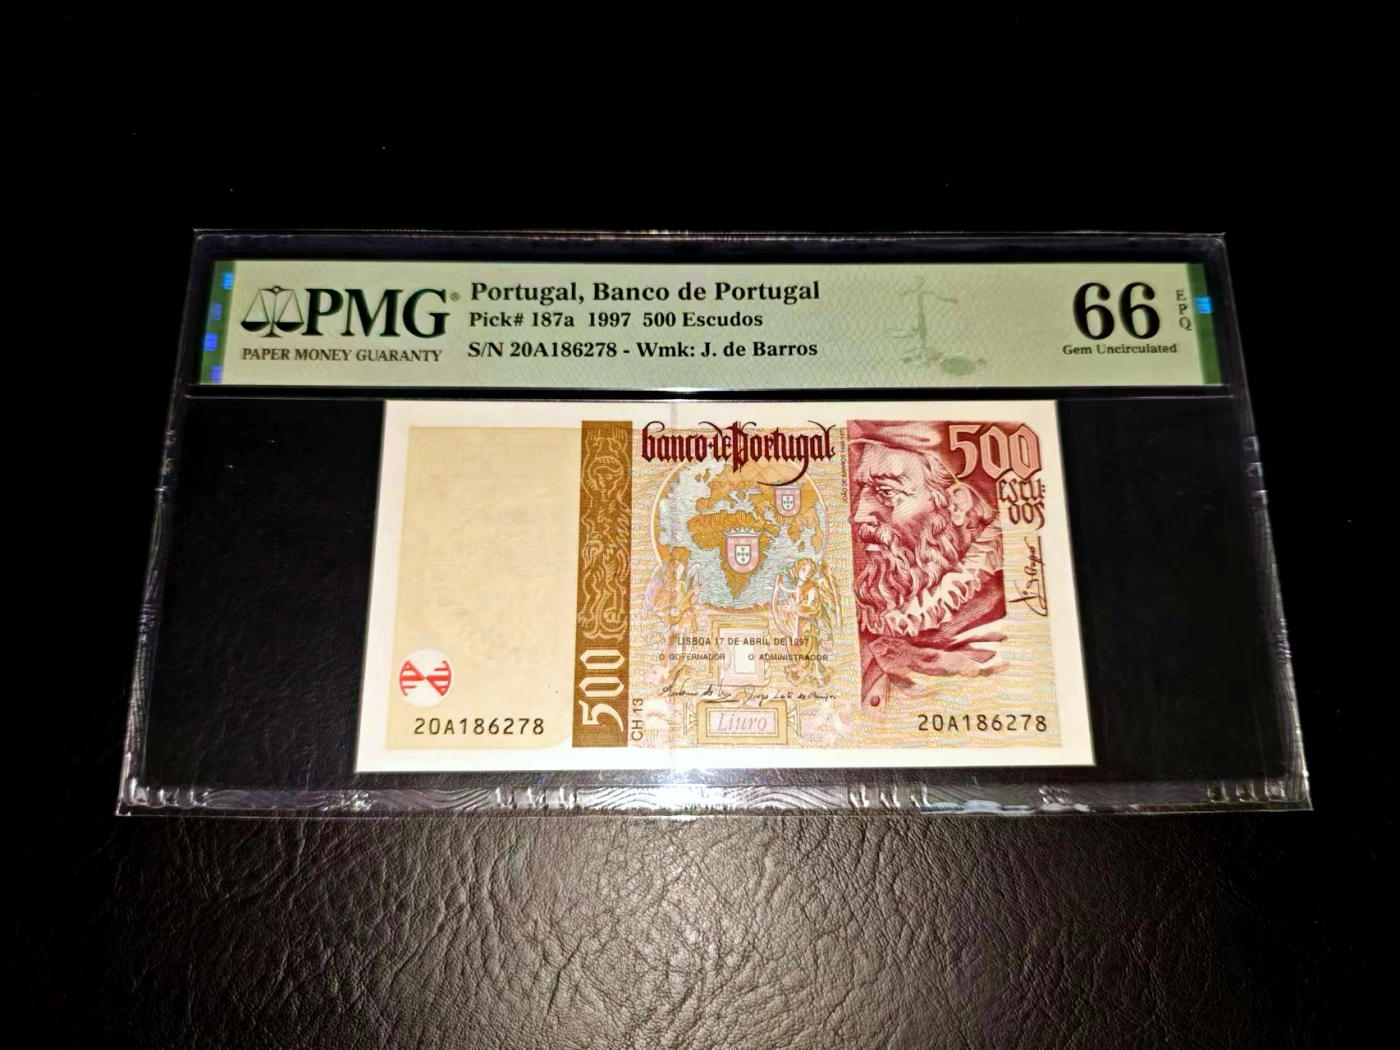 PMG®
PAPER MONEY GUARANTY
Portugal, Banco de Portugal
Pick# 187a 1997 500 Escudos
S/N 20A186278 - Wmk: J. de Barros
66
EPQ
Gem Uncirculated
banco de Portugal
500
ESCU-
DOS
LISBOA 17 DE ABRIL DE 1997
O GOVERNADOR O ADMINISTRADOR
500
CH.13
Liuro
20A186278
20A186278